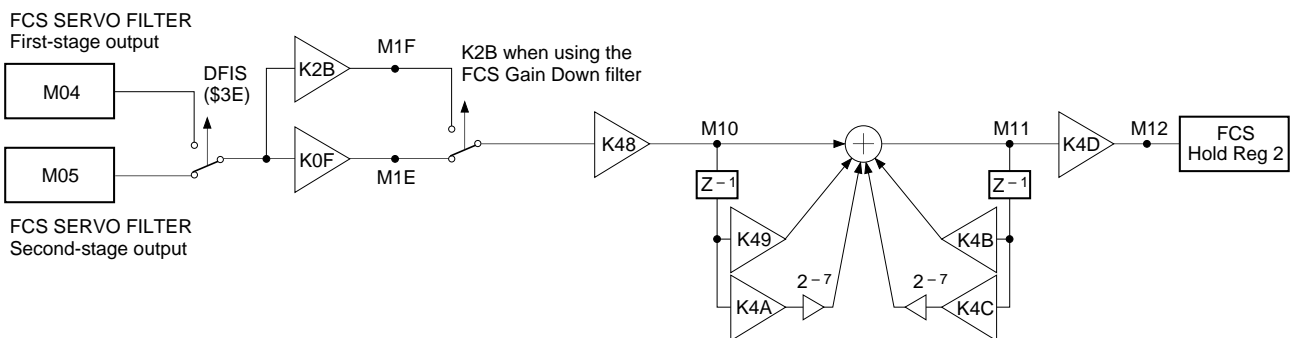 FCS SERVO FILTER
First-stage output
M04
M05
FCS SERVO FILTER
Second-stage output
DFIS
($3E)
K2B
M1F
K0F
M1E
K2B when using the
FCS Gain Down filter
K48
M10
Z – 1
K49
K4A
2 – 7
M11
Z – 1
K4B
K4C
2 – 7
K4D
M12
FCS
Hold Reg 2